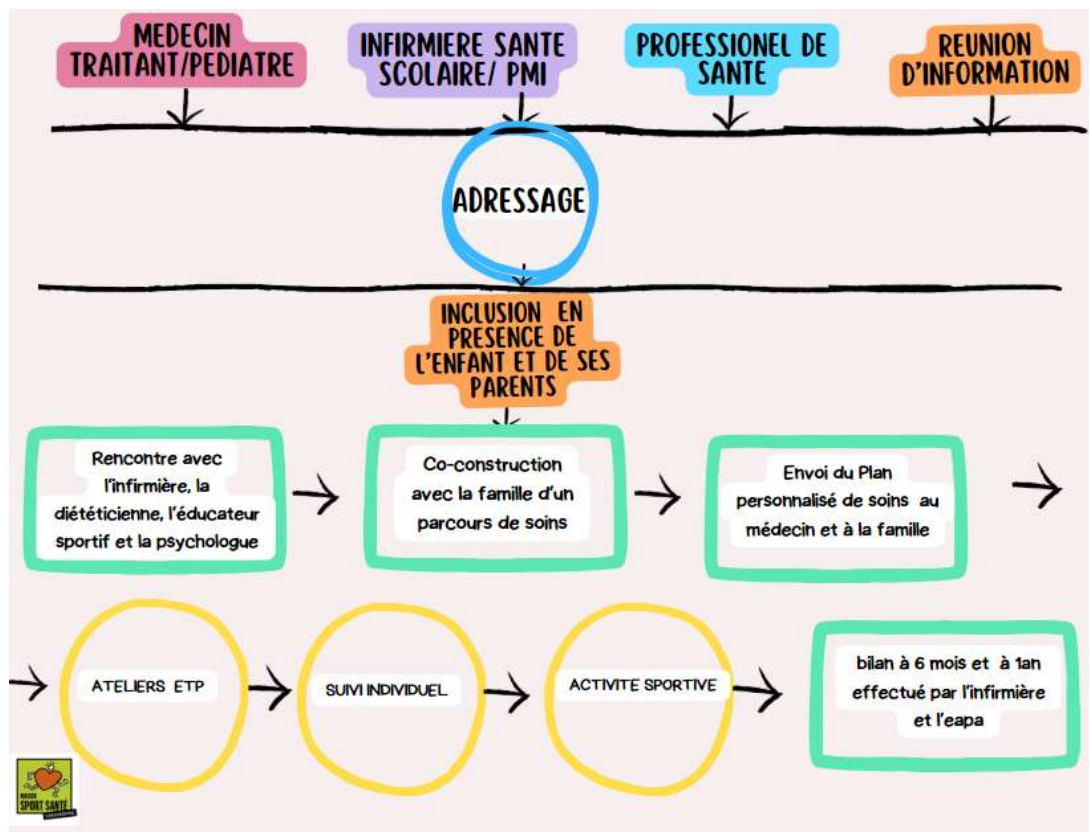 MEDECIN
TRAITANT/PEDIATRE
INFIRMIERE SANTE
SCOLAIRE/ PMI
PROFESSIONEL DE
SANTE
REUNION
D'INFORMATION
ADRESSAGE
INCLUSION EN
PRESENCE DE
L'ENFANT ET DE SES
PARENTS
Rencontre avec
l'infirmière, la
diététicienne, l'éducateur
sportif et la psychologue
Co-construction
avec la famille d'un
parcours de soins
Envoi du Plan
personnalisé de soins au
médecin et à la famille
ATELIERS ETP
SUIVI INDIVIDUEL
ACTIVITE SPORTIVE
bilan à 6 mois et à 1an
effectué par l'infirmière
et l'eapa
MAISON
SPORT SANTÉ